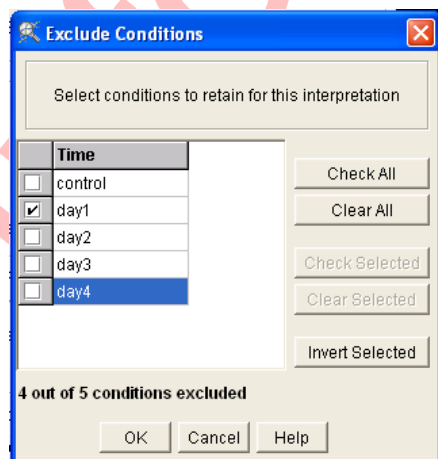 Exclude Conditions
Select conditions to retain for this interpretation
Time
control
day1
day2
day3
day4
Check All
Clear All
Check Selected
Clear Selected
Invert Selected
4 out of 5 conditions excluded
OK Cancel Help